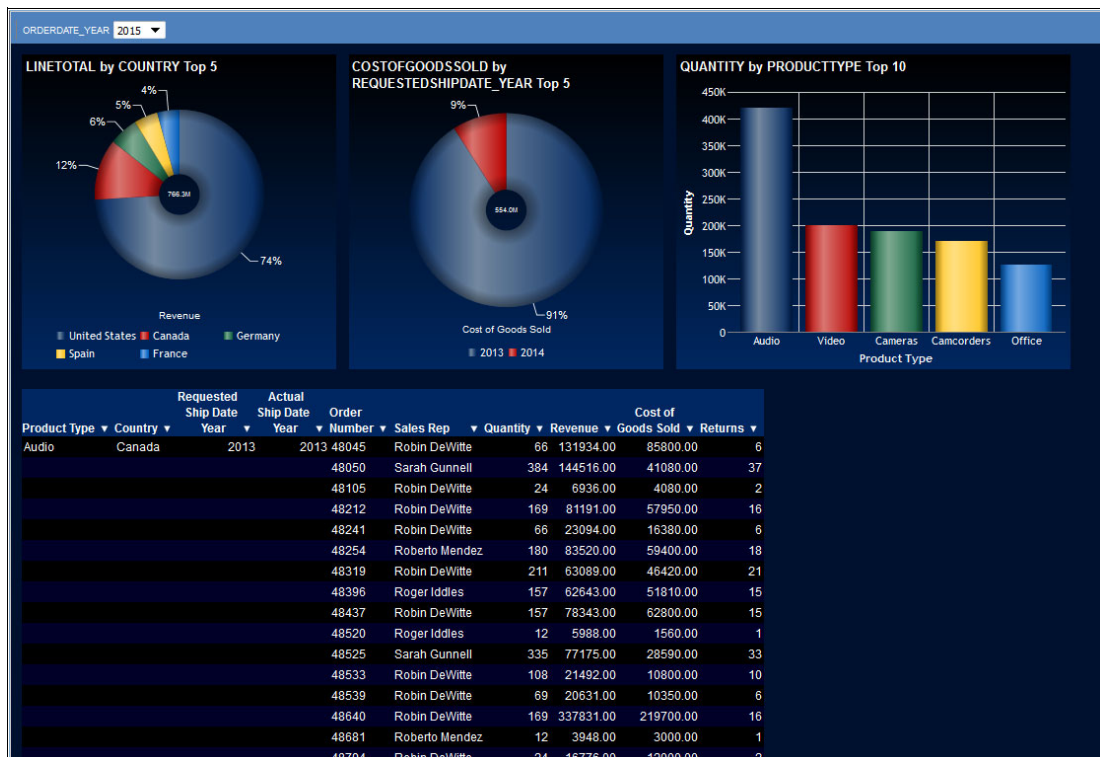 ORDERDATE_YEAR 2015
LINETOTAL by COUNTRY Top 5
4%
5%
6%
12%
766.3M
74%
Revenue
United States Canada Germany
Spain France
COSTOFGOODSSOLD by
REQUESTEDSHIPDATE_YEAR Top 5
9%
554.0M
91%
Cost of Goods Sold
2013 2014
QUANTITY by PRODUCTTYPE Top 10
450K
400K
350K
300K
250K
200K
150K
100K
50K
0
Quantity
Audio Video Cameras Camcorders Office
Product Type
Requested Actual
Ship Date Ship Date Order Cost of
Product Type Country Year Year Number Sales Rep Quantity Revenue Goods Sold Returns
Audio Canada 2013 2013 48045 Robin DeWitte 66 131934.00 85800.00 6
48050 Sarah Gunnell 384 144516.00 41080.00 37
48105 Robin DeWitte 24 6936.00 4080.00 2
48212 Robin DeWitte 169 81191.00 57950.00 16
48241 Robin DeWitte 66 23094.00 16380.00 6
48254 Roberto Mendez 180 83520.00 59400.00 18
48319 Robin DeWitte 211 63089.00 46420.00 21
48396 Roger Iddles 157 62643.00 51810.00 15
48437 Robin DeWitte 157 78343.00 62800.00 15
48520 Roger Iddles 12 5988.00 1560.00 1
48525 Sarah Gunnell 335 77175.00 28590.00 33
48533 Robin DeWitte 108 21492.00 10800.00 10
48539 Robin DeWitte 69 20631.00 10350.00 6
48640 Robin DeWitte 169 337831.00 219700.00 16
48681 Roberto Mendez 12 3948.00 3000.00 1
Robin DeWitte 24